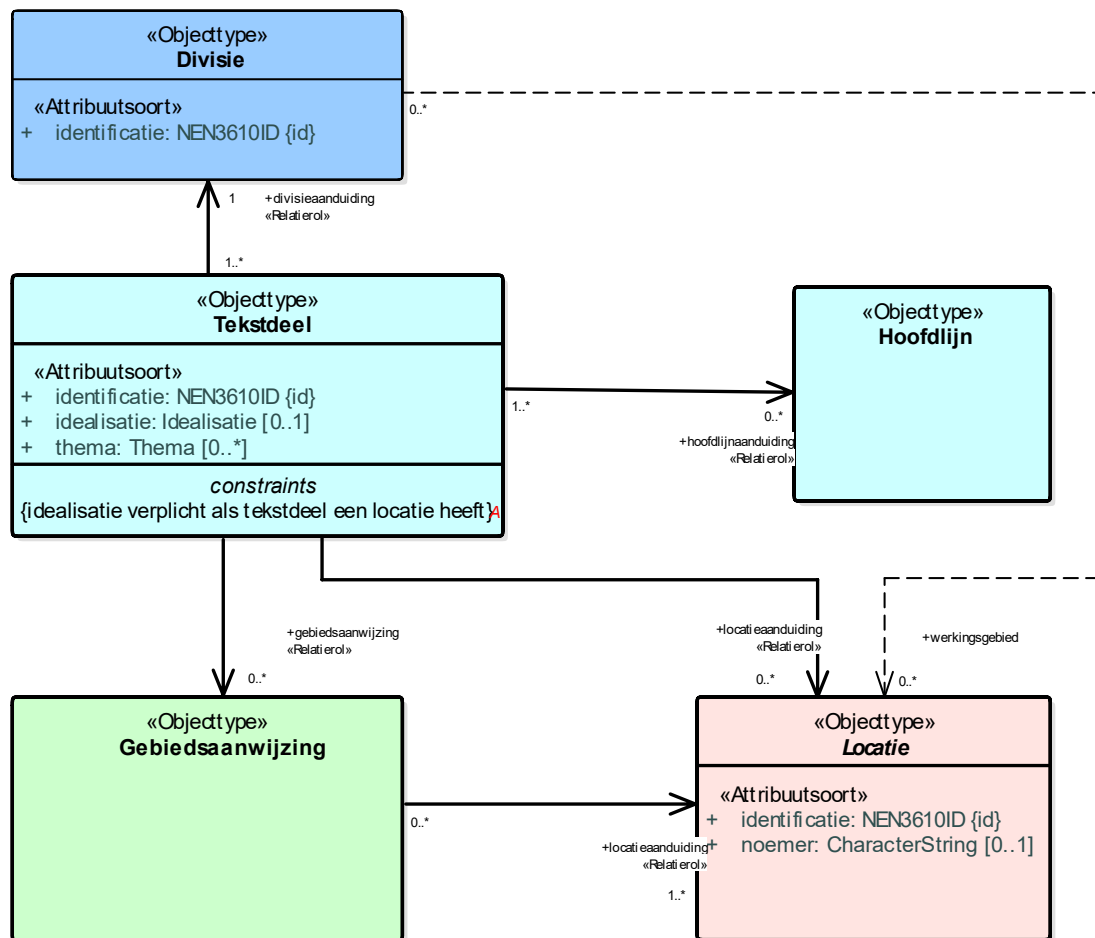 «Objecttype»
Divisie
«Attribuutsoort»
+ identificatie: NEN3610ID {id}
0..*
1
+divisieaanduiding
«Relatierol»
1..*
«Objecttype»
Tekstdeel
«Attribuutsoort»
+ identificatie: NEN3610ID {id}
+ idealisatie: Idealisatie [0..1]
+ thema: Thema [0..*]
constraints
{idealisatie verplicht als tekstdeel een locatie heeft}A
1..*
0..*
+hoofdlijnaanduiding
«Relatierol»
«Objecttype»
Hoofdlijn
+gebiedsaanwijzing
«Relatierol»
0..*
+locatieaanduiding
«Relatierol»
0..*
+werkingsgebied
0..*
«Objecttype»
Gebiedsaanwijzing
0..*
+locatieaanduiding
«Relatierol»
1..*
«Objecttype»
Locatie
«Attribuutsoort»
+ identificatie: NEN3610ID {id}
+ noemer: CharacterString [0..1]